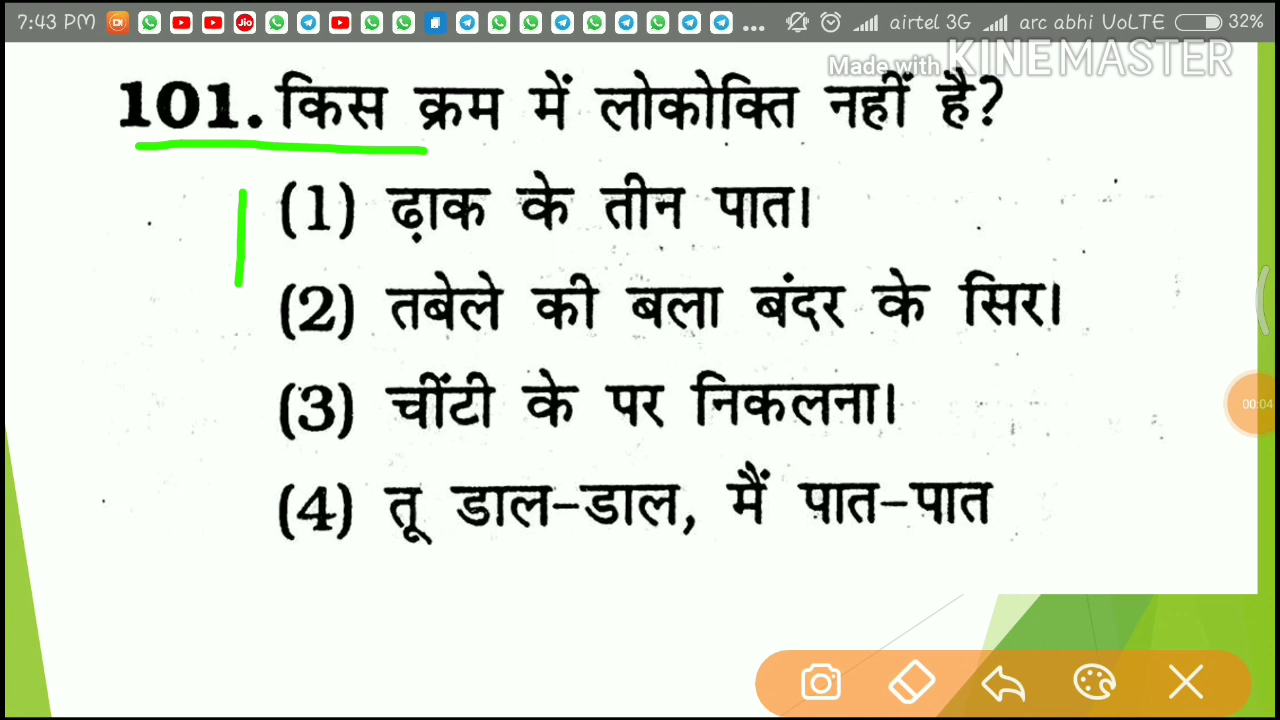 7:43 PM ... airtel 3G arc abhi VoLTE 32%
Made with KINEMASTER
101. किस क्रम में लोकोक्ति नहीं है?
(1) ढ़ाक के तीन पात।
(2) तबेले की बला बंदर के सिर।
(3) चींटी के पर निकलना।
00:04
(4) तू डाल-डाल, मैं पात-पात